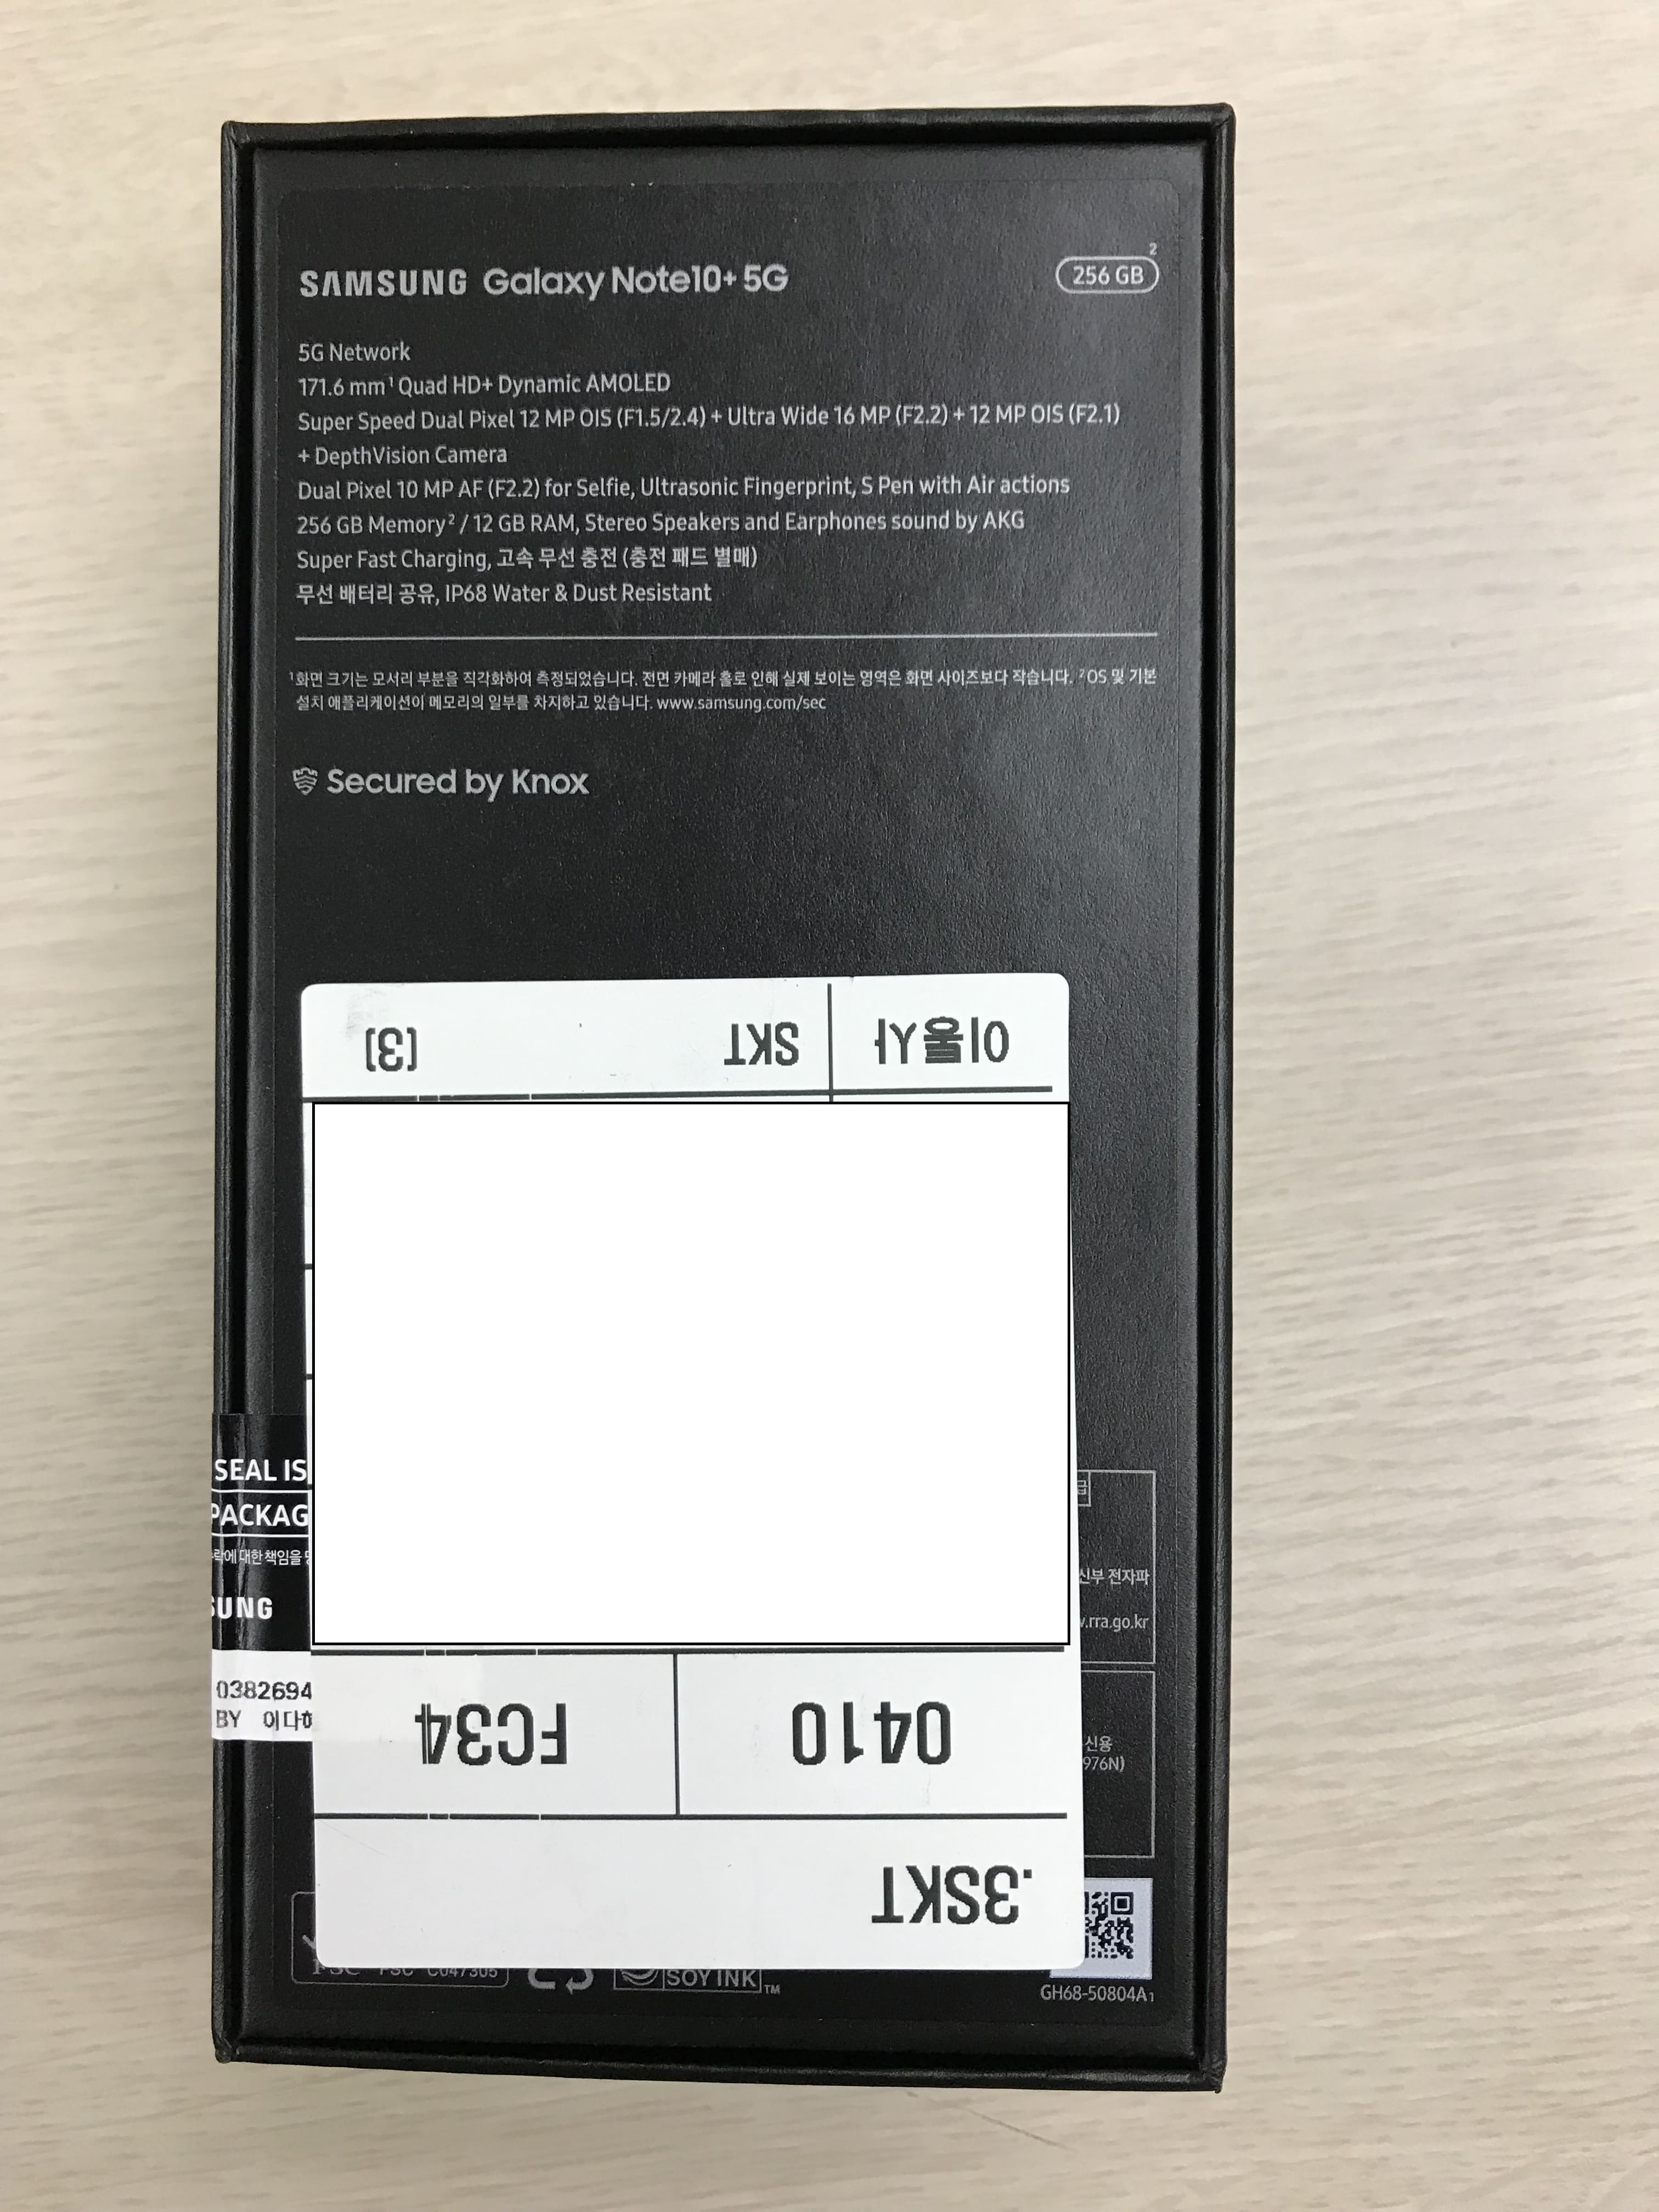 SAMSUNG Galaxy Note10+ 5G
256 GB 2
5G Network
171.6 mm¹ Quad HD+ Dynamic AMOLED
Super Speed Dual Pixel 12 MP OIS (F1.5/2.4) + Ultra Wide 16 MP (F2.2) + 12 MP OIS (F2.1)
+ DepthVision Camera
Dual Pixel 10 MP AF (F2.2) for Selfie, Ultrasonic Fingerprint, S Pen with Air actions
256 GB Memory² / 12 GB RAM, Stereo Speakers and Earphones sound by AKG
Super Fast Charging, 고속 무선 충전 (충전 패드 별매)
무선 배터리 공유, IP68 Water & Dust Resistant
¹화면 크기는 모서리 부분을 직각화하여 측정되었습니다. 전면 카메라 홀로 인해 실제 보이는 영역은 화면 사이즈보다 작습니다. ²OS 및 기본
설치 애플리케이션이 메모리의 일부를 차지하고 있습니다. www.samsung.com/sec
Secured by Knox
이울사 SKT (3)
SEAL IS
PACKAG
락에 대한 책임을
SUNG
0382694
BY 이다해
급
신부 전자파
w.rra.go.kr
신용
976N)
0410 FC34
.3SKT
FSC FSC® C047305
SOY INK TM
GH68-50804A1